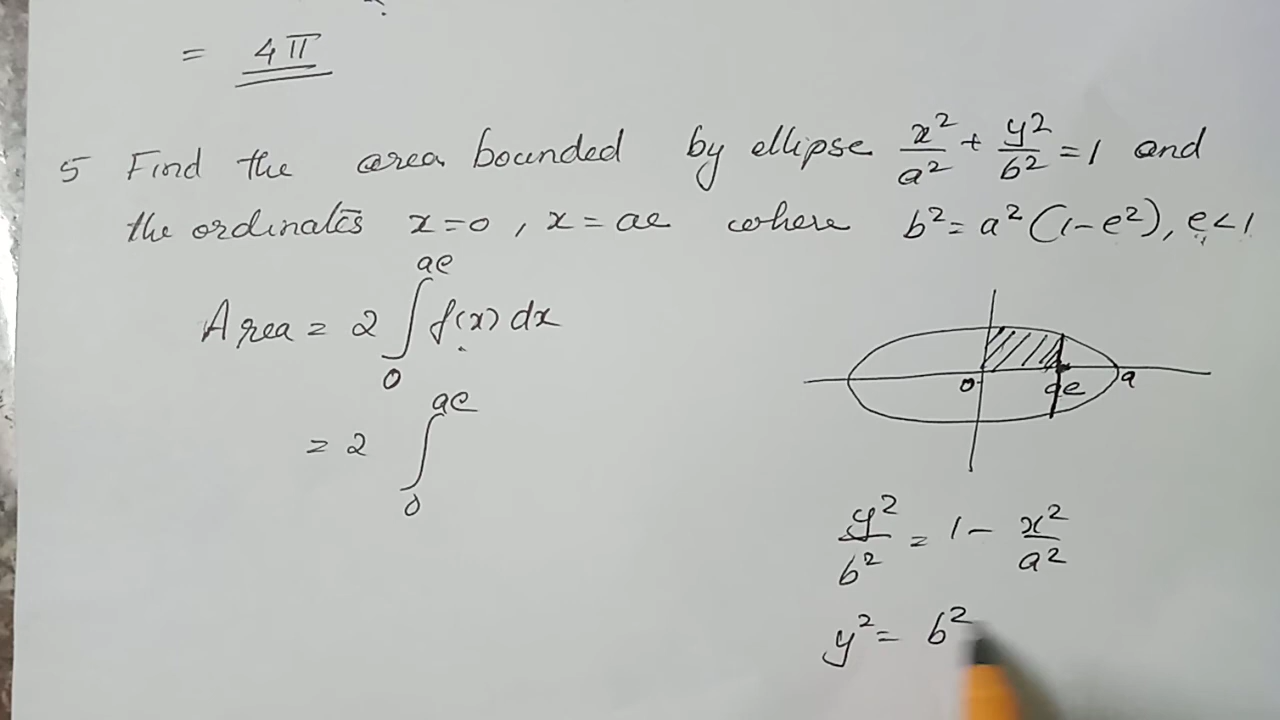 = 4π
5 Find the area bounded by ellipse x²/a² + y²/b² = 1 and
the ordinates x=0, x=ae where b² = a²(1-e²), e<1
Area = 2 ∫₀^ae f(x) dx
= 2 ∫₀^ae
0 ae a
y²/b² = 1 - x²/a²
y² = b²